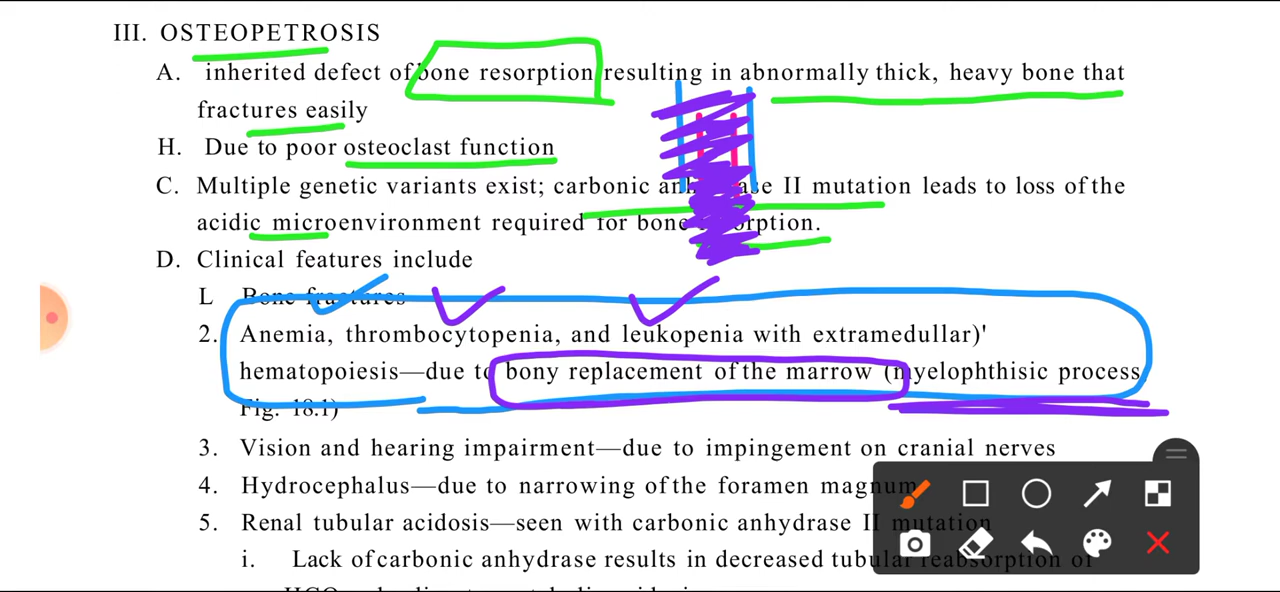 III. OSTEOPETROSIS
A. inherited defect of bone resorption resulting in abnormally thick, heavy bone that
fractures easily
H. Due to poor osteoclast function
C. Multiple genetic variants exist; carbonic anhydrase II mutation leads to loss of the
acidic microenvironment required for bone resorption.
D. Clinical features include
L Bone fractures
2. Anemia, thrombocytopenia, and leukopenia with extramedullar)'
hematopoiesis—due to bony replacement of the marrow (myelophthisic process,
Fig. 18.1)
3. Vision and hearing impairment—due to impingement on cranial nerves
4. Hydrocephalus—due to narrowing of the foramen magnum
5. Renal tubular acidosis—seen with carbonic anhydrase II mutation
i. Lack of carbonic anhydrase results in decreased tubular reabsorption of